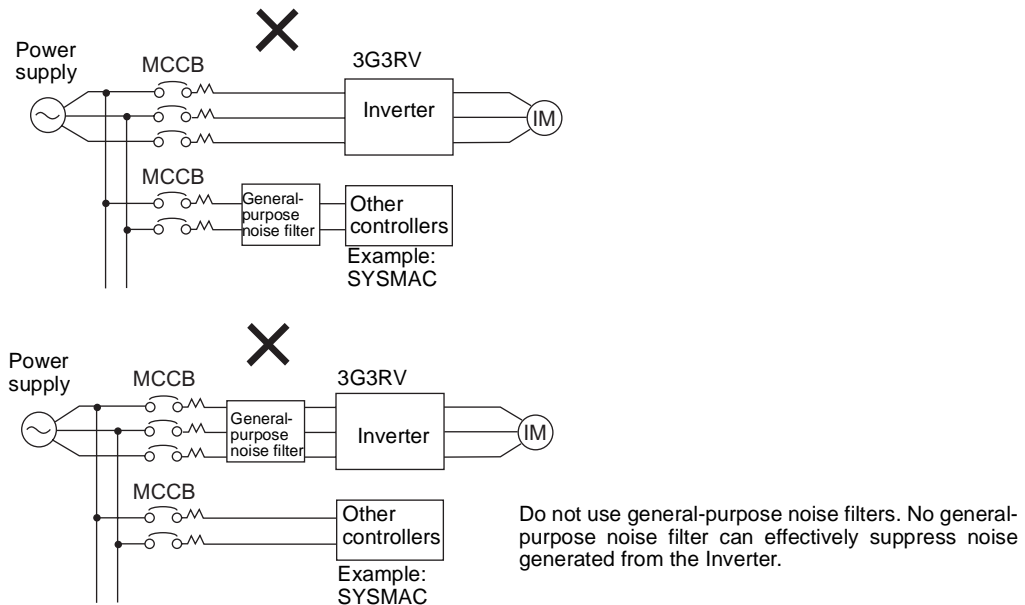 Power
supply
MCCB
3G3RV
Inverter
IM
MCCB
General-
purpose
noise filter
Other
controllers
Example:
SYSMAC
Power
supply
MCCB
3G3RV
General-
purpose
noise filter
Inverter
IM
MCCB
Other
controllers
Example:
SYSMAC
Do not use general-purpose noise filters. No general-
purpose noise filter can effectively suppress noise
generated from the Inverter.